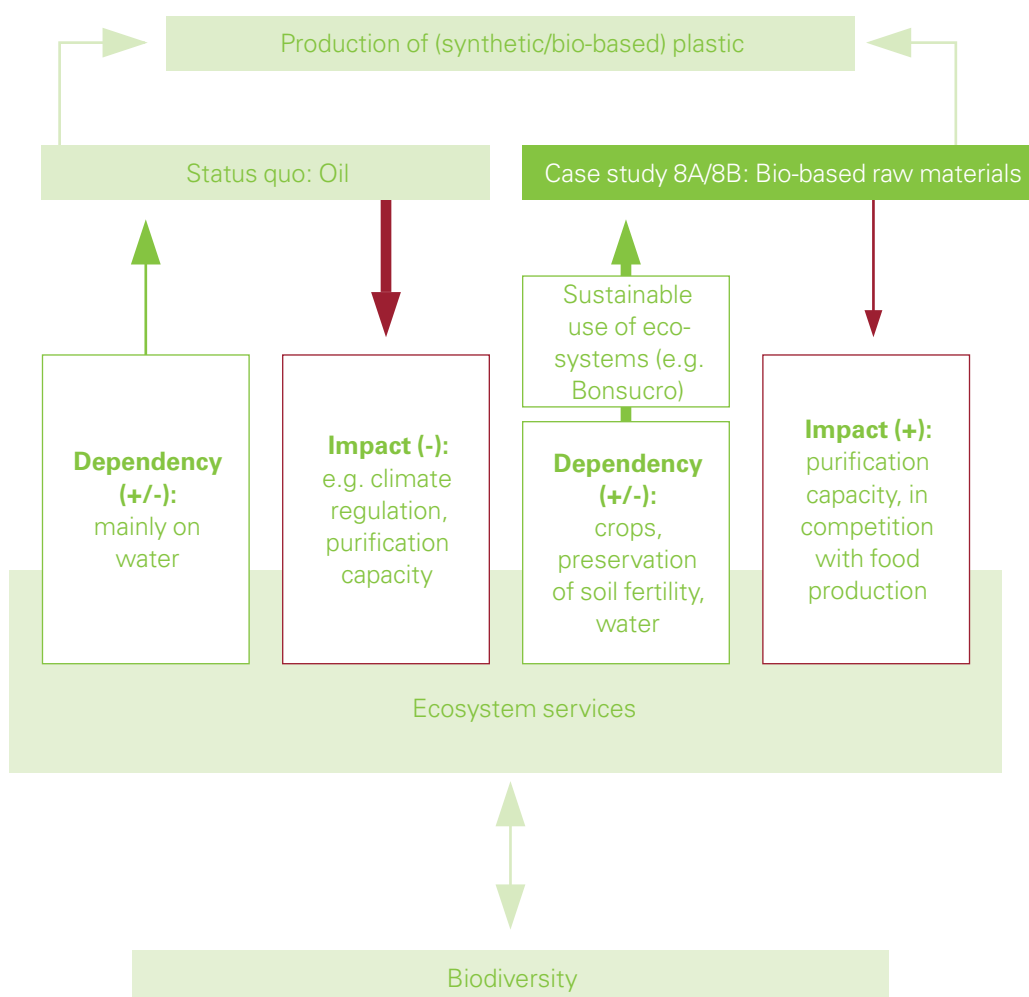 Production of (synthetic/bio-based) plastic
Status quo: Oil
Case study 8A/8B: Bio-based raw materials
Sustainable
use of eco-
systems (e.g.
Bonsucro)
Dependency
(+/-):
mainly on
water
Impact (-):
e.g. climate
regulation,
purification
capacity
Dependency
(+/-):
crops,
preservation
of soil fertility,
water
Impact (+):
purification
capacity, in
competition
with food
production
Ecosystem services
Biodiversity